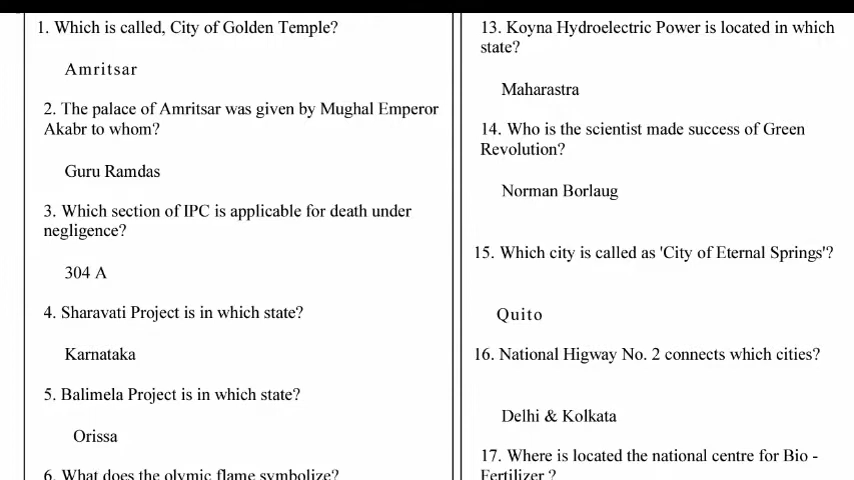 1. Which is called, City of Golden Temple?
Amritsar
2. The palace of Amritsar was given by Mughal Emperor
Akabr to whom?
Guru Ramdas
3. Which section of IPC is applicable for death under
negligence?
304 A
4. Sharavati Project is in which state?
Karnataka
5. Balimela Project is in which state?
Orissa
6. What does the olymic flame symbolize?
13. Koyna Hydroelectric Power is located in which
state?
Maharastra
14. Who is the scientist made success of Green
Revolution?
Norman Borlaug
15. Which city is called as 'City of Eternal Springs'?
Quito
16. National Higway No. 2 connects which cities?
Delhi & Kolkata
17. Where is located the national centre for Bio -
Fertilizer ?